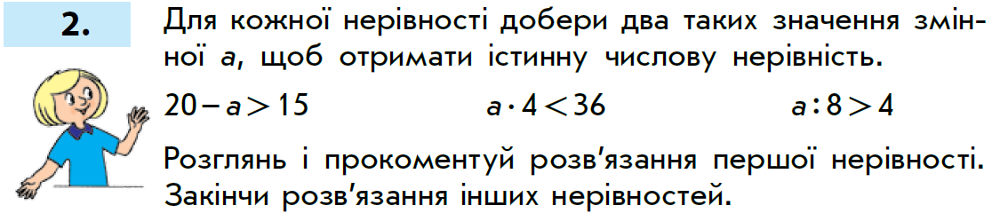 2.
Для кожної нерівності добери два таких значення змін-
ної а, щоб отримати істинну числову нерівність.
20 – а > 15 а · 4 < 36 а : 8 > 4
Розглянь і прокоментуй розв’язання першої нерівності.
Закінчи розв’язання інших нерівностей.